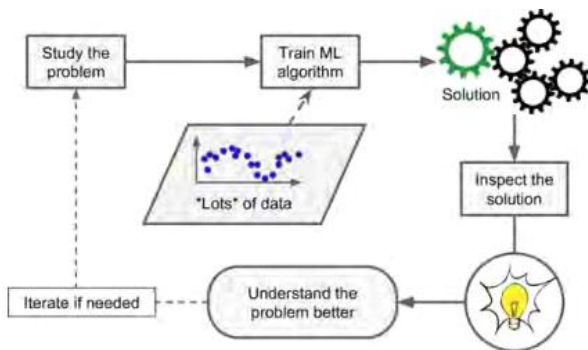 Study the
problem
Train ML
algorithm
Solution
*Lots* of data
Inspect the
solution
Understand the
problem better
Iterate if needed